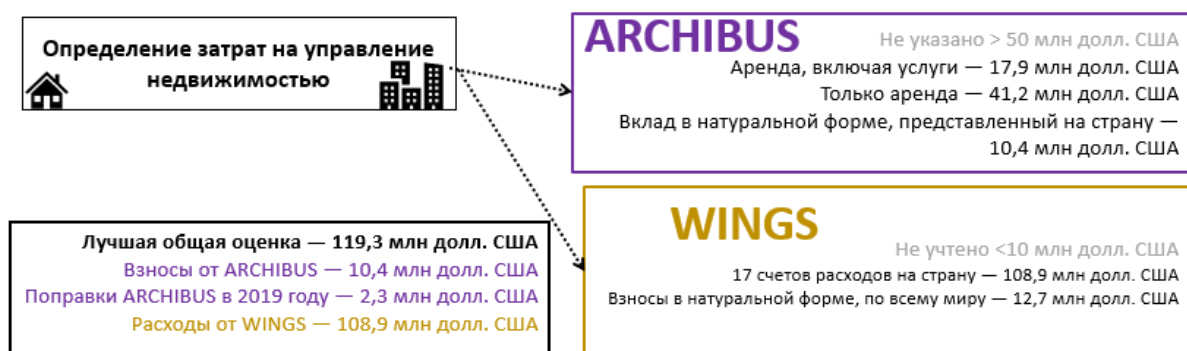 Определение затрат на управление
недвижимостью
ARCHIBUS
Не указано > 50 млн долл. США
Аренда, включая услуги — 17,9 млн долл. США
Только аренда — 41,2 млн долл. США
Вклад в натуральной форме, представленный на страну —
10,4 млн долл. США
WINGS
Не учтено <10 млн долл. США
17 счетов расходов на страну — 108,9 млн долл. США
Взносы в натуральной форме, по всему миру — 12,7 млн долл. США
Лучшая общая оценка — 119,3 млн долл. США
Взносы от ARCHIBUS — 10,4 млн долл. США
Поправки ARCHIBUS в 2019 году — 2,3 млн долл. США
Расходы от WINGS — 108,9 млн долл. США